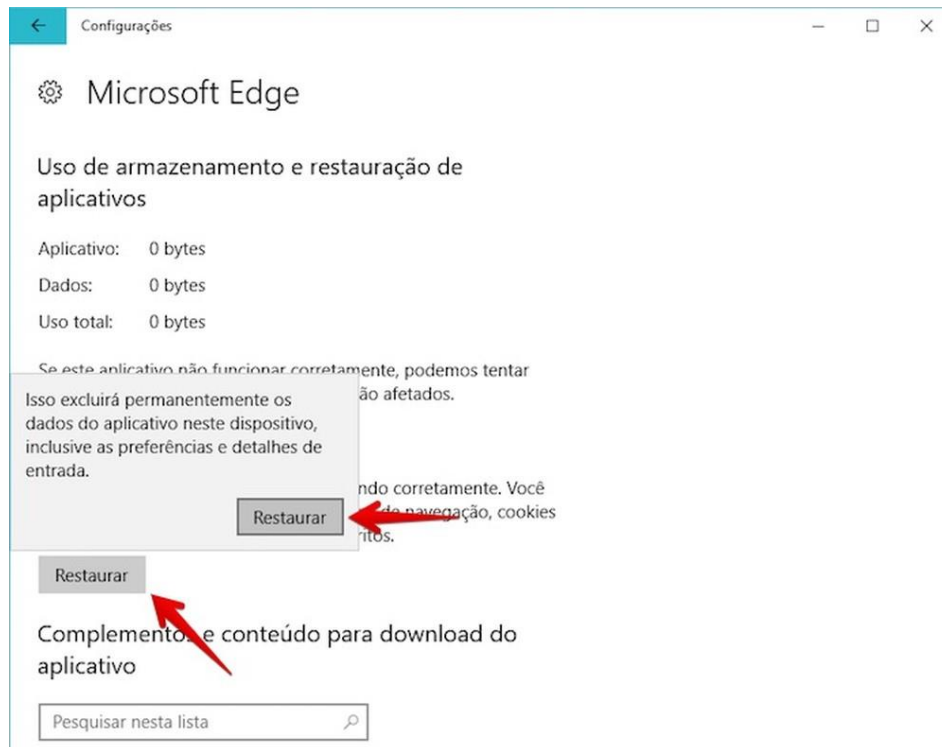 Configurações
Microsoft Edge
Uso de armazenamento e restauração de
aplicativos
Aplicativo: 0 bytes
Dados: 0 bytes
Uso total: 0 bytes
Se este aplicativo não funcionar corretamente, podemos tentar
ão afetados.
Isso excluirá permanentemente os
dados do aplicativo neste dispositivo,
inclusive as preferências e detalhes de
entrada.
Restaurar
ndo corretamente. Você
de navegação, cookies
ritos.
Restaurar
Complementos e conteúdo para download do
aplicativo
Pesquisar nesta lista